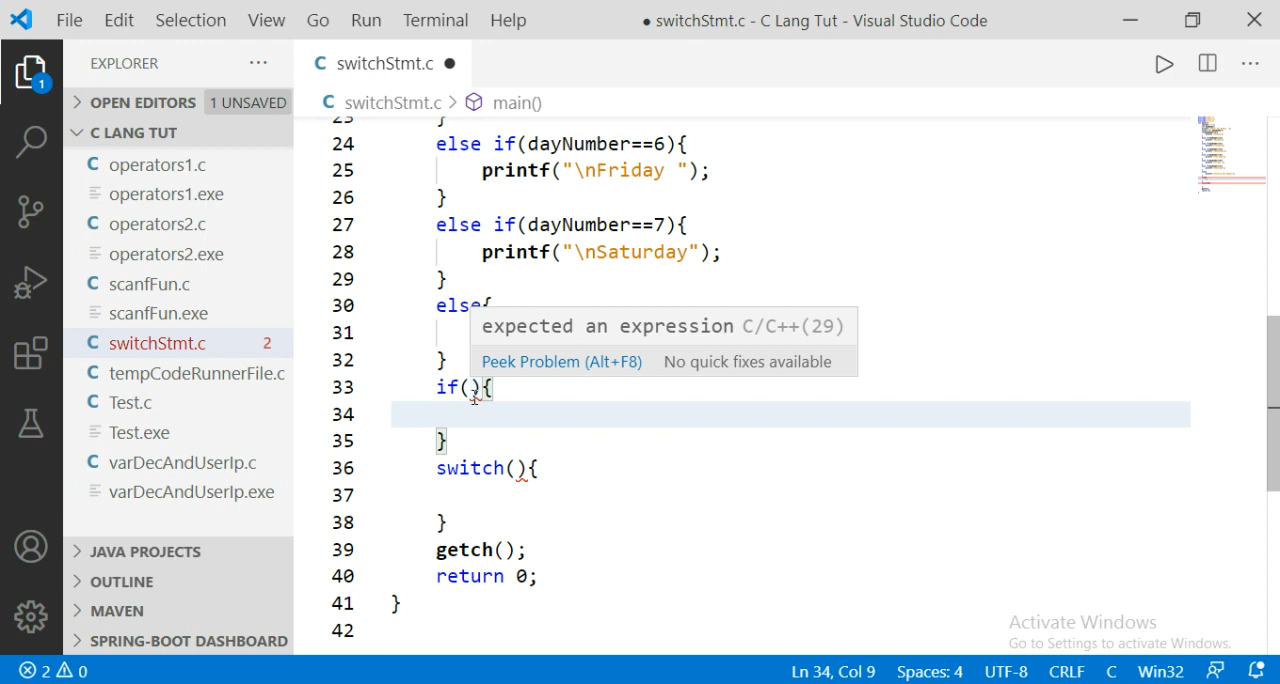 File Edit Selection View Go Run Terminal Help ● switchStmt.c - C Lang Tut - Visual Studio Code
EXPLORER ···
C switchStmt.c ●
OPEN EDITORS 1 UNSAVED
C switchStmt.c > main()
C LANG TUT
C operators1.c
operators1.exe
C operators2.c
operators2.exe
C scanfFun.c
scanfFun.exe
C switchStmt.c 2
C tempCodeRunnerFile.c
C Test.c
Test.exe
C varDecAndUserIp.c
varDecAndUserIp.exe
JAVA PROJECTS
OUTLINE
MAVEN
SPRING-BOOT DASHBOARD
1
23 }
24 else if(dayNumber==6){
25 printf("\nFriday ");
26 }
27 else if(dayNumber==7){
28 printf("\nSaturday");
29 }
30 else{
31
32 }
33 if(){
34
35 }
36 switch(){
37
38 }
39 getch();
40 return 0;
41 }
42
expected an expression C/C++(29)
Peek Problem (Alt+F8) No quick fixes available
Activate Windows
Go to Settings to activate Windows.
2 0 Ln 34, Col 9 Spaces: 4 UTF-8 CRLF C Win32